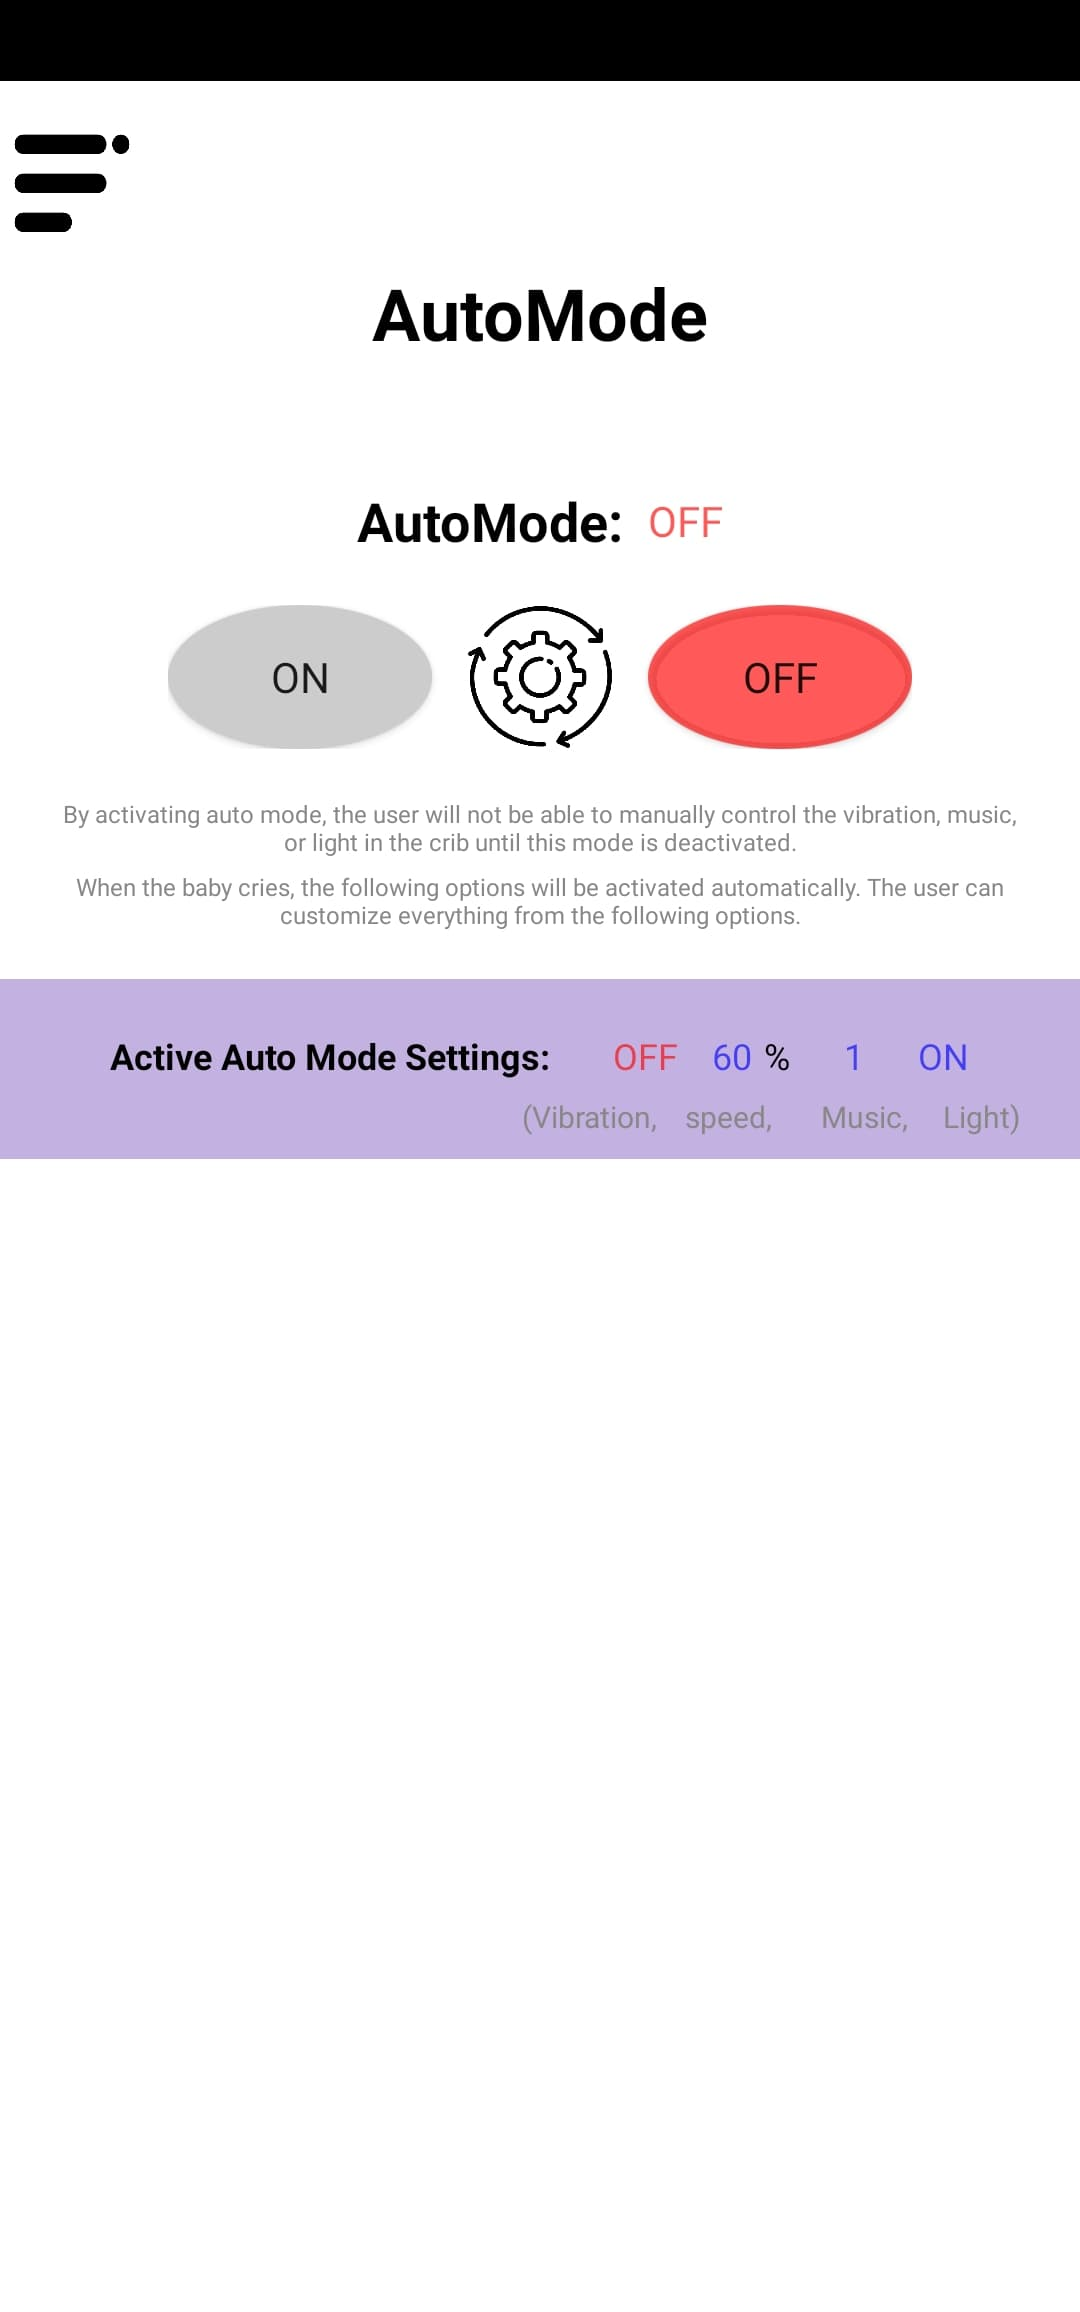 AutoMode
AutoMode: OFF
ON
OFF
By activating auto mode, the user will not be able to manually control the vibration, music,
or light in the crib until this mode is deactivated.
When the baby cries, the following options will be activated automatically. The user can
customize everything from the following options.
Active Auto Mode Settings: OFF 60 % 1 ON
(Vibration, speed, Music, Light)